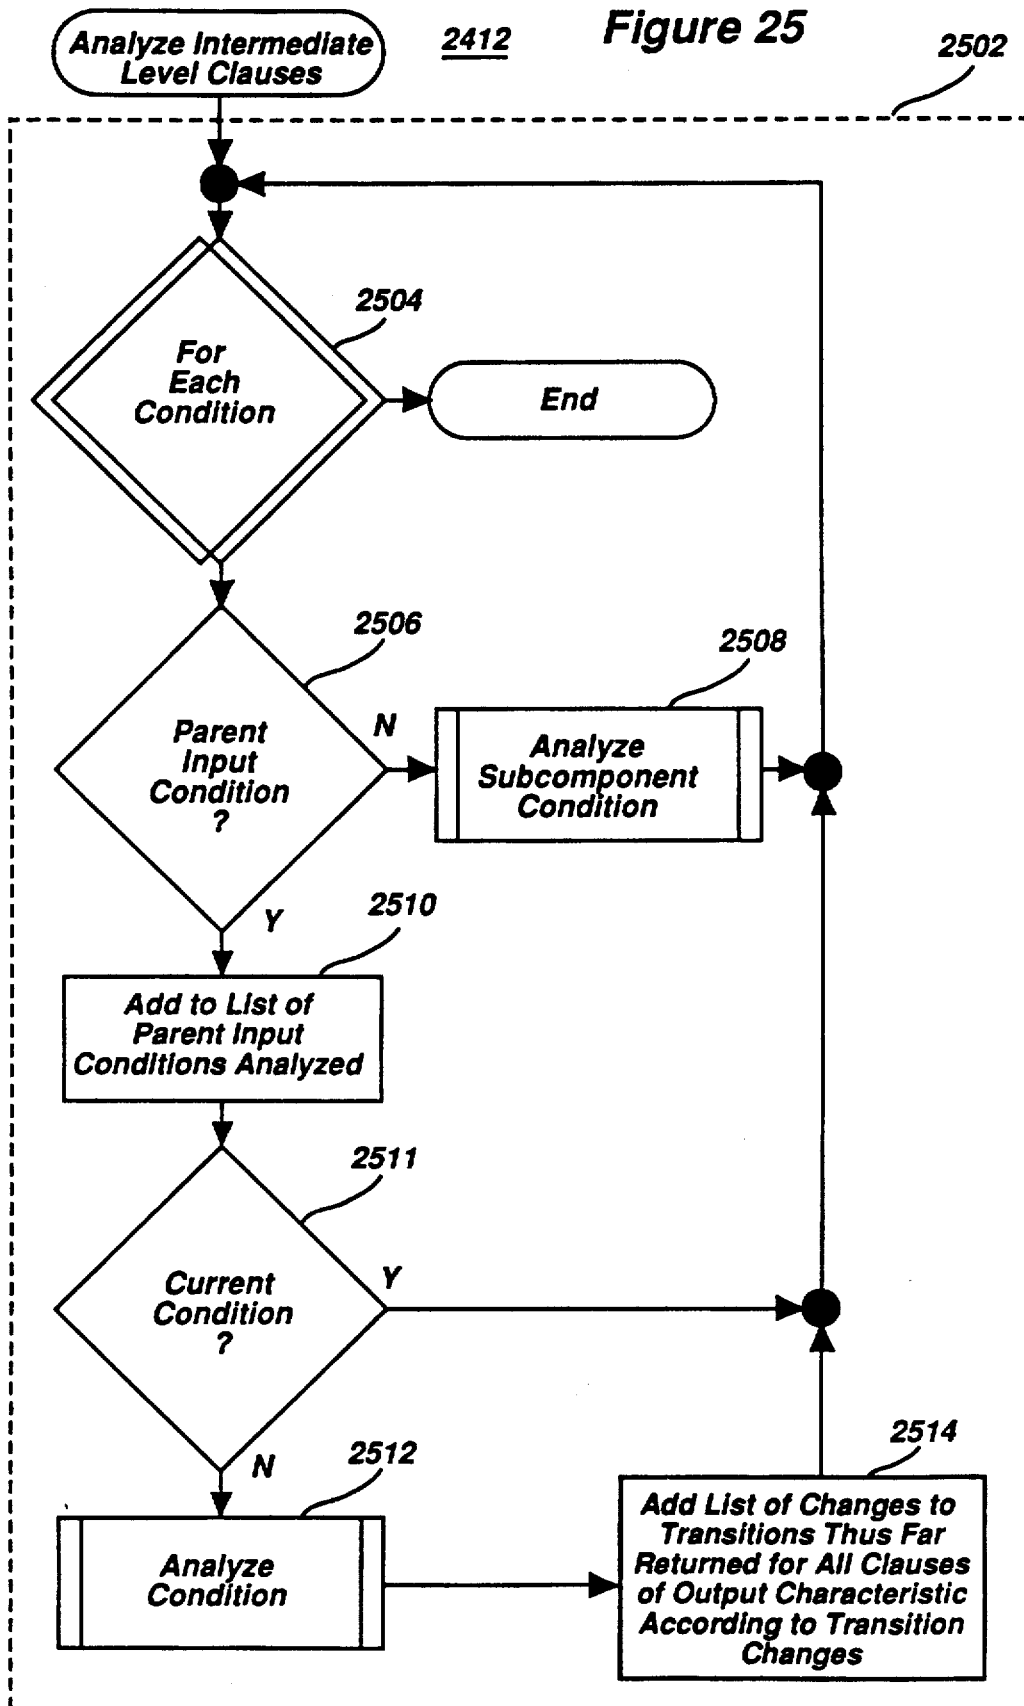 Analyze Intermediate
Level Clauses
2412
Figure 25
2502
2504
For
Each
Condition
End
2506
Parent
Input
Condition
?
N
2508
Analyze
Subcomponent
Condition
Y
2510
Add to List of
Parent Input
Conditions Analyzed
2511
Current
Condition
?
Y
N
2512
Analyze
Condition
2514
Add List of Changes to
Transitions Thus Far
Returned for All Clauses
of Output Characteristic
According to Transition
Changes